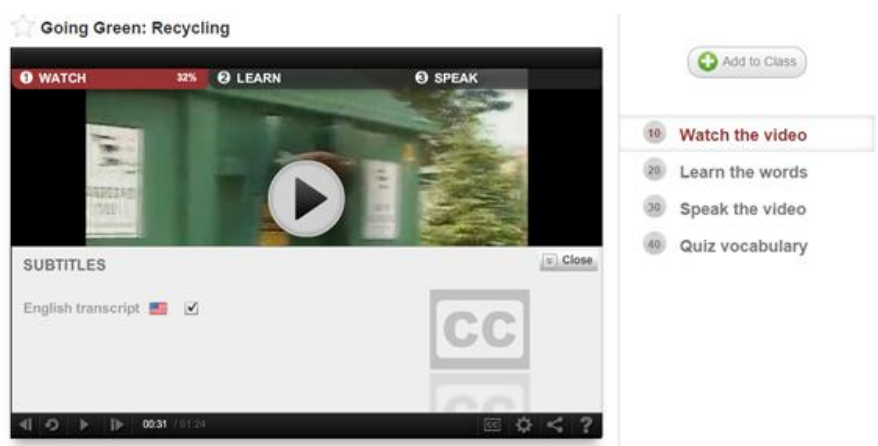 Going Green: Recycling
1 WATCH 32% 2 LEARN 3 SPEAK
SUBTITLES
Close
English transcript
CC
00:31 / 01:24
CC
?
Add to Class
10 Watch the video
20 Learn the words
30 Speak the video
40 Quiz vocabulary